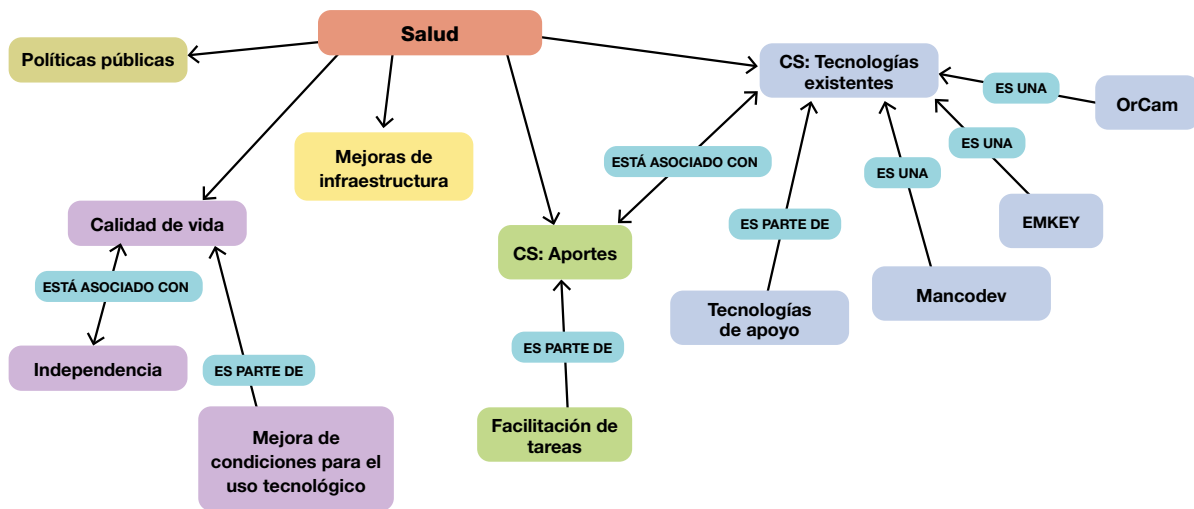 Salud
Políticas públicas
CS: Tecnologías
existentes
ES UNA
OrCam
Mejoras de
infraestructura
ESTÁ ASOCIADO CON
ES UNA
ES UNA
Calidad de vida
EMKEY
CS: Aportes
ES PARTE DE
ESTÁ ASOCIADO CON
Tecnologías
de apoyo
Mancodev
Independencia
ES PARTE DE
ES PARTE DE
Facilitación de
tareas
Mejora de
condiciones para el
uso tecnológico